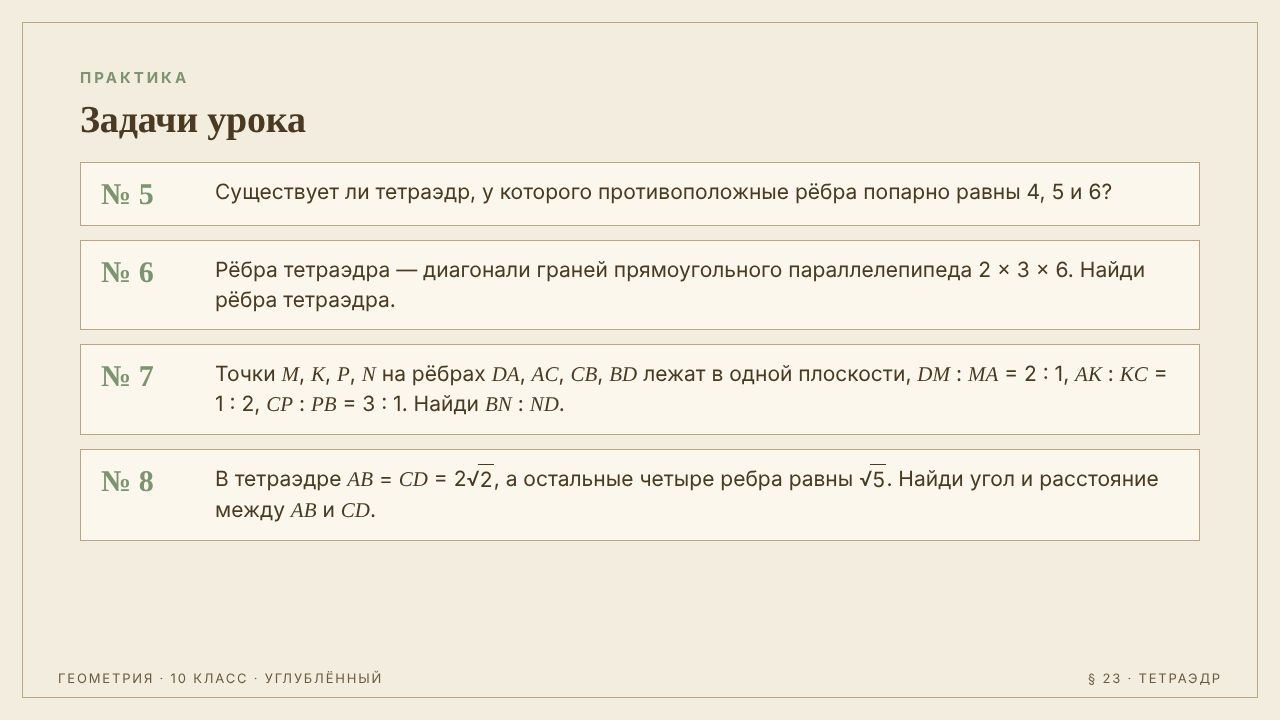 ПРАКТИКА
Задачи урока
№ 5 Существует ли тетраэдр, у которого противоположные рёбра попарно равны 4, 5 и 6?
№ 6 Рёбра тетраэдра — диагонали граней прямоугольного параллелепипеда 2 × 3 × 6. Найди
рёбра тетраэдра.
№ 7 Точки M, K, P, N на рёбрах DA, AC, CB, BD лежат в одной плоскости, DM : MA = 2 : 1, AK : KC =
1 : 2, CP : PB = 3 : 1. Найди BN : ND.
№ 8 В тетраэдре AB = CD = 2√2, а остальные четыре ребра равны √5. Найди угол и расстояние
между AB и CD.
ГЕОМЕТРИЯ · 10 КЛАСС · УГЛУБЛЁННЫЙ
§ 23 · ТЕТРАЭДР